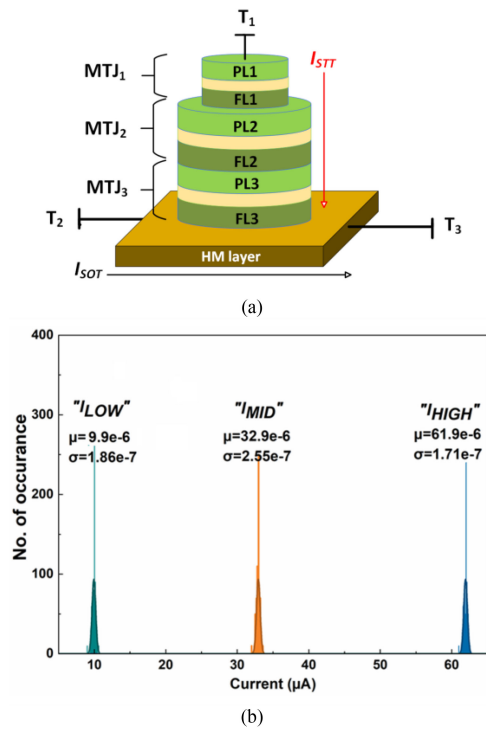 T1
ISTT
MTJ1
PL1
FL1
MTJ2
PL2
FL2
MTJ3
PL3
FL3
T2
T3
HM layer
ISOT
(a)
400
300
200
100
0
No. of occurance
"ILOW"
μ=9.9e-6
σ=1.86e-7
"IMID"
μ=32.9e-6
σ=2.55e-7
"IHIGH"
μ=61.9e-6
σ=1.71e-7
10 20 30 40 50 60
Current (μA)
(b)